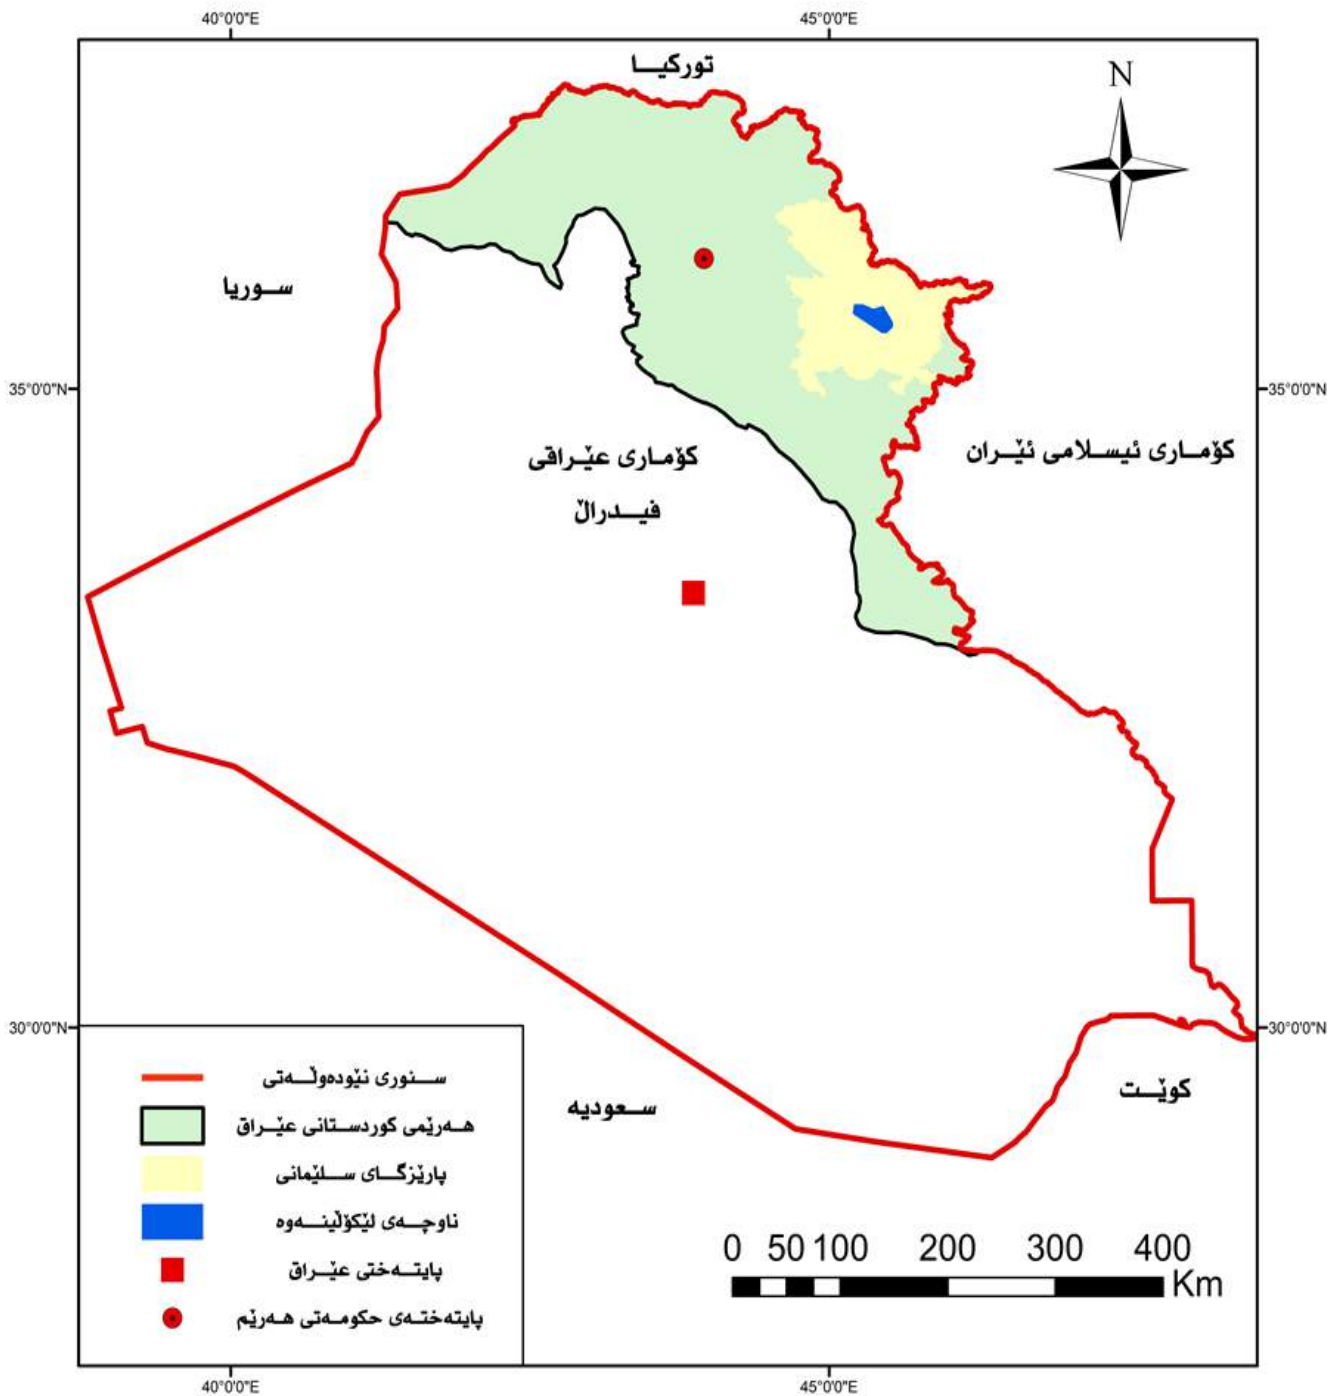 40°0'0"E 45°0'0"E
تورکیا
N
سوریا
35°0'0"N 35°0'0"N
کۆماری عێراقی
فیدراڵ
کۆماری ئیسلامی ئێران
30°0'0"N 30°0'0"N
سنوری نێودەوڵەتی
هەرێمی کوردستانی عێراق
پارێزگای سلێمانی
ناوچەی لێکۆڵینەوە
پایتەختی عێراق
پایتەختەی حکومەتی هەرێم
سعودیە
کوێت
0 50 100 200 300 400
Km
40°0'0"E 45°0'0"E